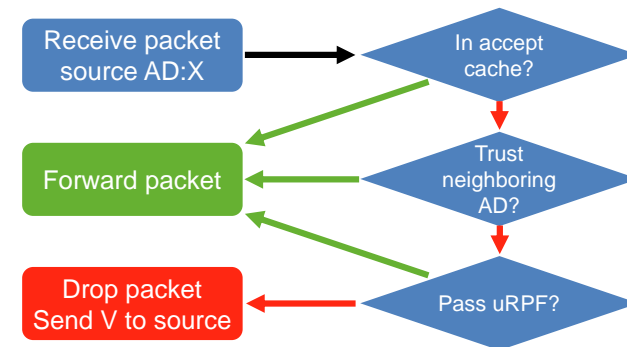 Receive packet
source AD:X
In accept
cache?
Forward packet
Trust
neighboring
AD?
Drop packet
Send V to source
Pass uRPF?